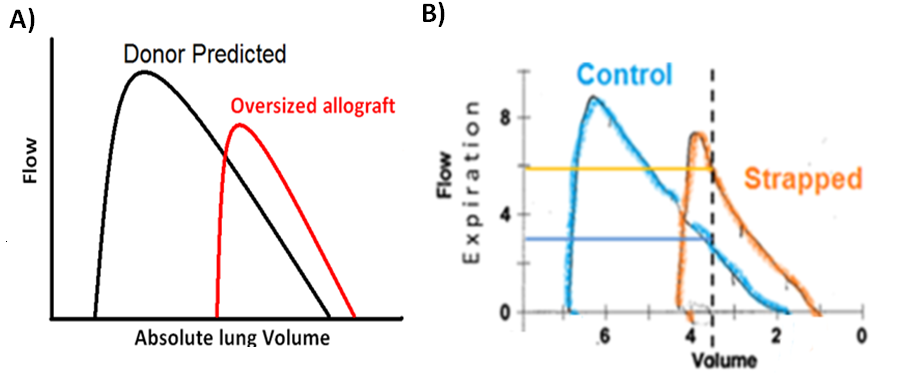 A)
Donor Predicted
Oversized allograft
Flow
Absolute lung Volume
B)
Control
Strapped
Flow
Expiration
8
4
0
.6
4
2
0
Volume